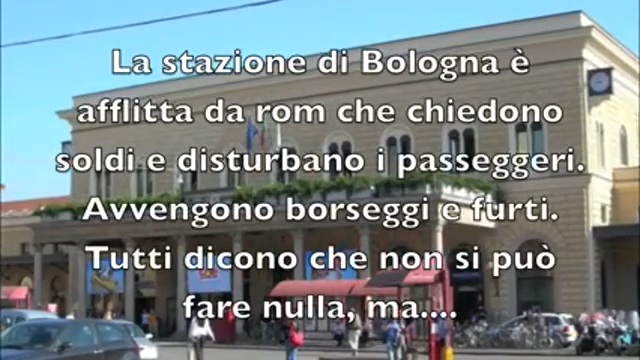 La stazione di Bologna è
afflitta da rom che chiedono
soldi e disturbano i passeggeri.
Avvengono borseggi e furti.
Tutti dicono che non si può
fare nulla, ma....